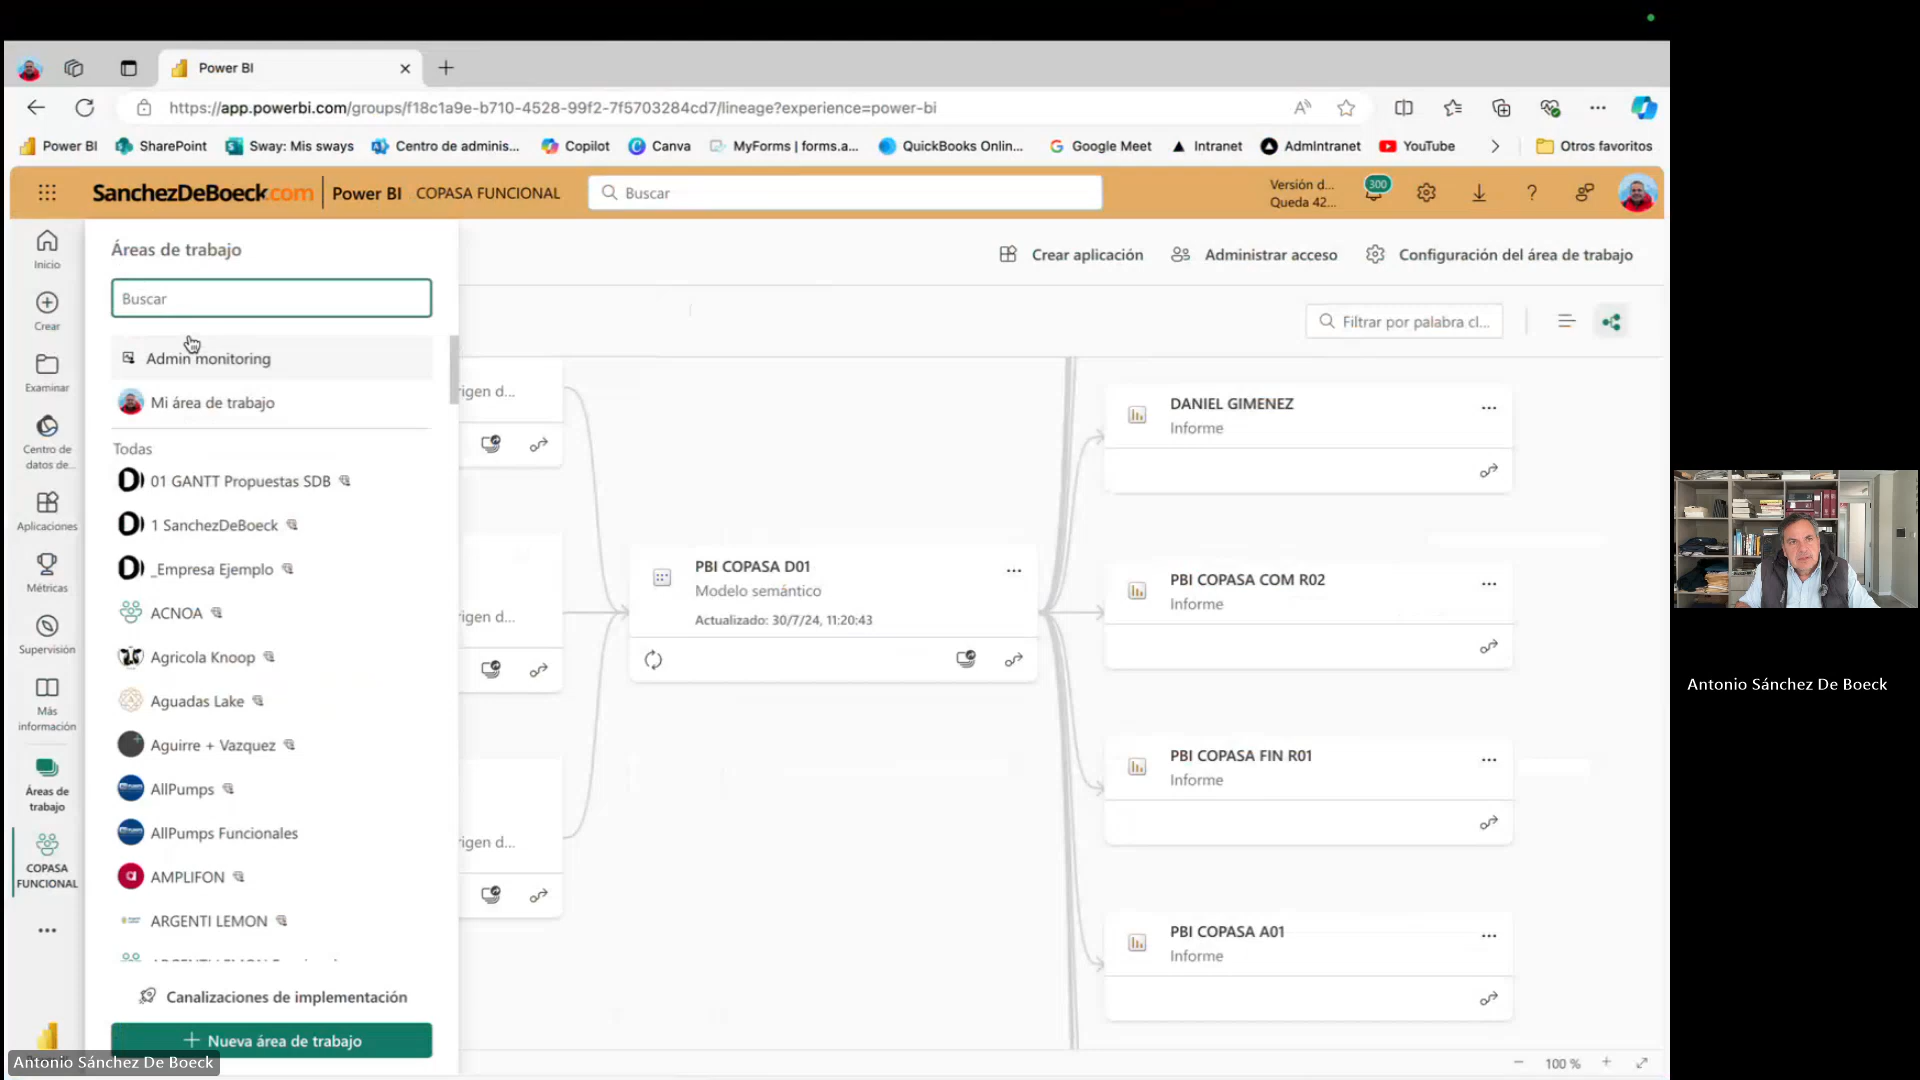 Power BI
https://app.powerbi.com/groups/f18c1a9e-b710-4528-99f2-7f5703284cd7/lineage?experience=power-bi
Power BI
SharePoint
Sway: Mis sways
Centro de adminis...
Copilot
Canva
MyForms | forms.a...
QuickBooks Onlin...
Google Meet
Intranet
AdmIntranet
YouTube
Otros favoritos
SanchezDeBoeck.com
Power BI
COPASA FUNCIONAL
Buscar
Versión d...
Queda 42...
300
Inicio
Crear
Examinar
Centro de
datos de...
Aplicaciones
Métricas
Supervisión
Más
información
Áreas de
trabajo
COPASA
FUNCIONAL
Áreas de trabajo
Buscar
Admin monitoring
Mi área de trabajo
Todas
01 GANTT Propuestas SDB
1 SanchezDeBoeck
_Empresa Ejemplo
ACNOA
Agricola Knoop
Aguadas Lake
Aguirre + Vazquez
AllPumps
AllPumps Funcionales
AMPLIFON
ARGENTI LEMON
Canalizaciones de implementación
Nueva área de trabajo
Crear aplicación
Administrar acceso
Configuración del área de trabajo
Filtrar por palabra cl...
rigen d...
rigen d...
rigen d...
PBI COPASA D01
Modelo semántico
Actualizado: 30/7/24, 11:20:43
DANIEL GIMENEZ
Informe
PBI COPASA COM R02
Informe
PBI COPASA FIN R01
Informe
PBI COPASA A01
Informe
100 %
Antonio Sánchez De Boeck
Antonio Sánchez De Boeck